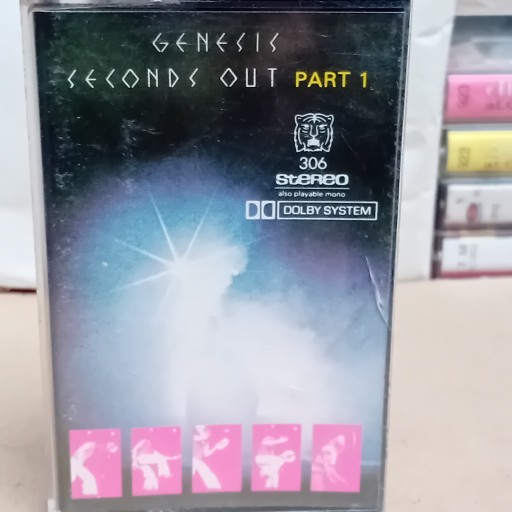 GENESIS
SECONDS OUT PART 1
306
STEREO
also playable mono
DOLBY SYSTEM